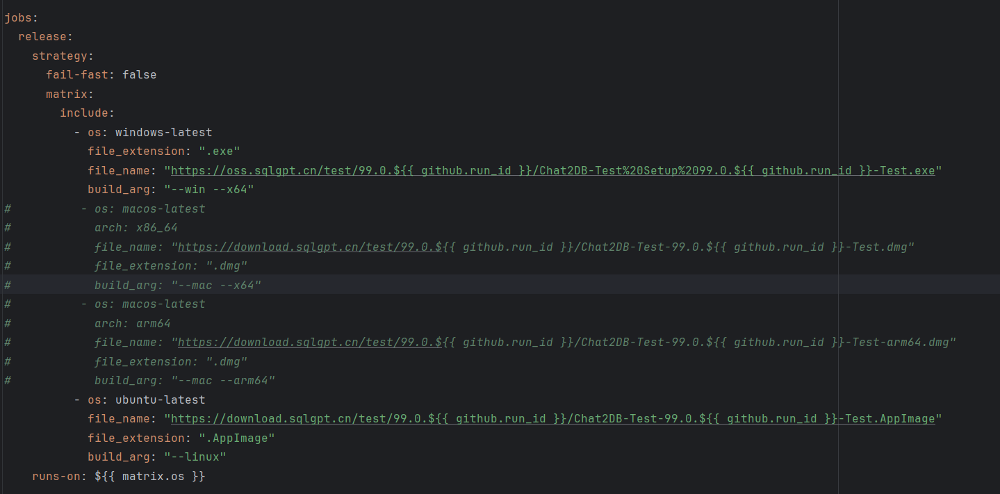 jobs:
  release:
    strategy:
      fail-fast: false
      matrix:
        include:
          - os: windows-latest
            file_extension: ".exe"
            file_name: "https://oss.sqlgpt.cn/test/99.0.${{ github.run_id }}/Chat2DB-Test%20Setup%2099.0.${{ github.run_id }}-Test.exe"
            build_arg: "--win --x64"
#          - os: macos-latest
#            arch: x86_64
#            file_name: "https://download.sqlgpt.cn/test/99.0.${{ github.run_id }}/Chat2DB-Test-99.0.${{ github.run_id }}-Test.dmg"
#            file_extension: ".dmg"
#            build_arg: "--mac --x64"
#          - os: macos-latest
#            arch: arm64
#            file_name: "https://download.sqlgpt.cn/test/99.0.${{ github.run_id }}/Chat2DB-Test-99.0.${{ github.run_id }}-Test-arm64.dmg"
#            file_extension: ".dmg"
#            build_arg: "--mac --arm64"
          - os: ubuntu-latest
            file_name: "https://download.sqlgpt.cn/test/99.0.${{ github.run_id }}/Chat2DB-Test-99.0.${{ github.run_id }}-Test.AppImage"
            file_extension: ".AppImage"
            build_arg: "--linux"
    runs-on: ${{ matrix.os }}